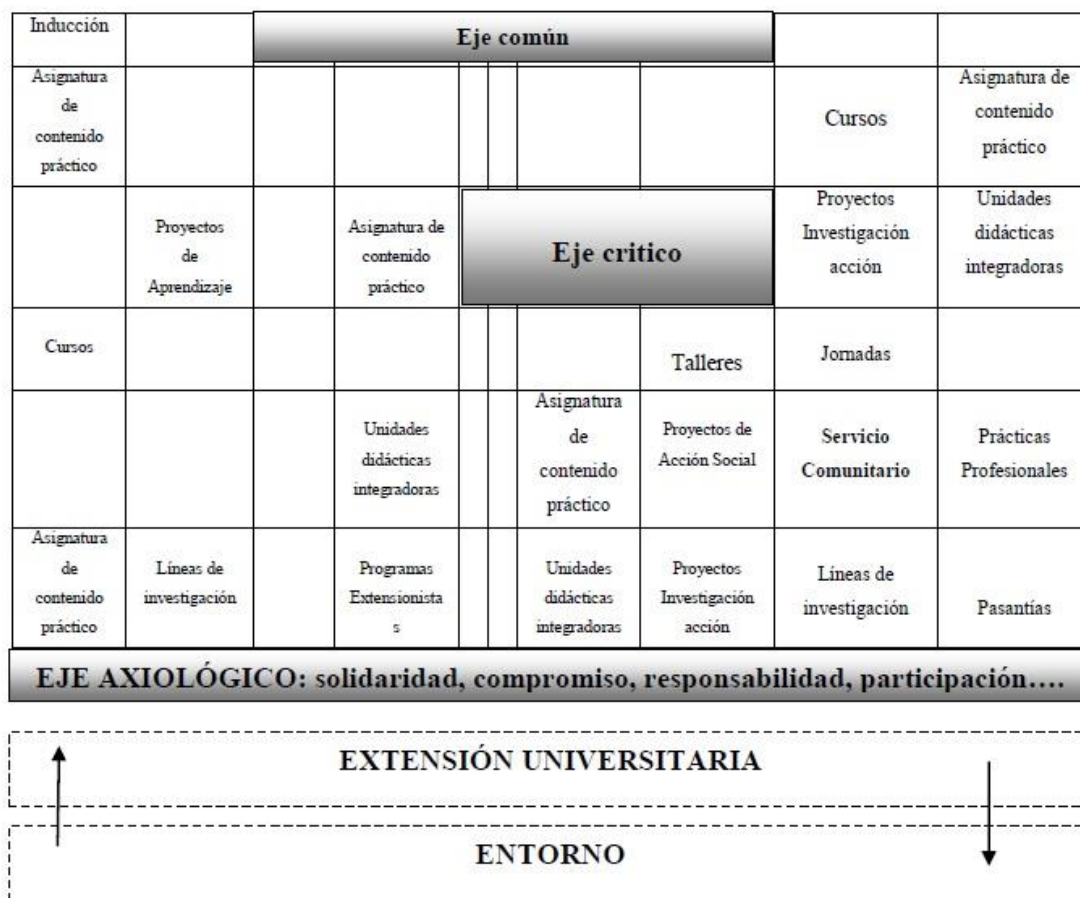 Inducción
Eje común
Asignatura
de
contenido
práctico
Cursos
Asignatura de
contenido
práctico
Proyectos
de
Aprendizaje
Asignatura de
contenido
práctico
Eje critico
Proyectos
Investigación
acción
Unidades
didácticas
integradoras
Cursos
Talleres
Jornadas
Unidades
didácticas
integradoras
Asignatura
de
contenido
práctico
Proyectos de
Acción Social
Servicio
Comunitario
Prácticas
Profesionales
Asignatura
de
contenido
práctico
Líneas de
investigación
Programas
Extensionista
s
Unidades
didácticas
integradoras
Proyectos
Investigación
acción
Líneas de
investigación
Pasantías
EJE AXIOLÓGICO: solidaridad, compromiso, responsabilidad, participación….
EXTENSIÓN UNIVERSITARIA
ENTORNO